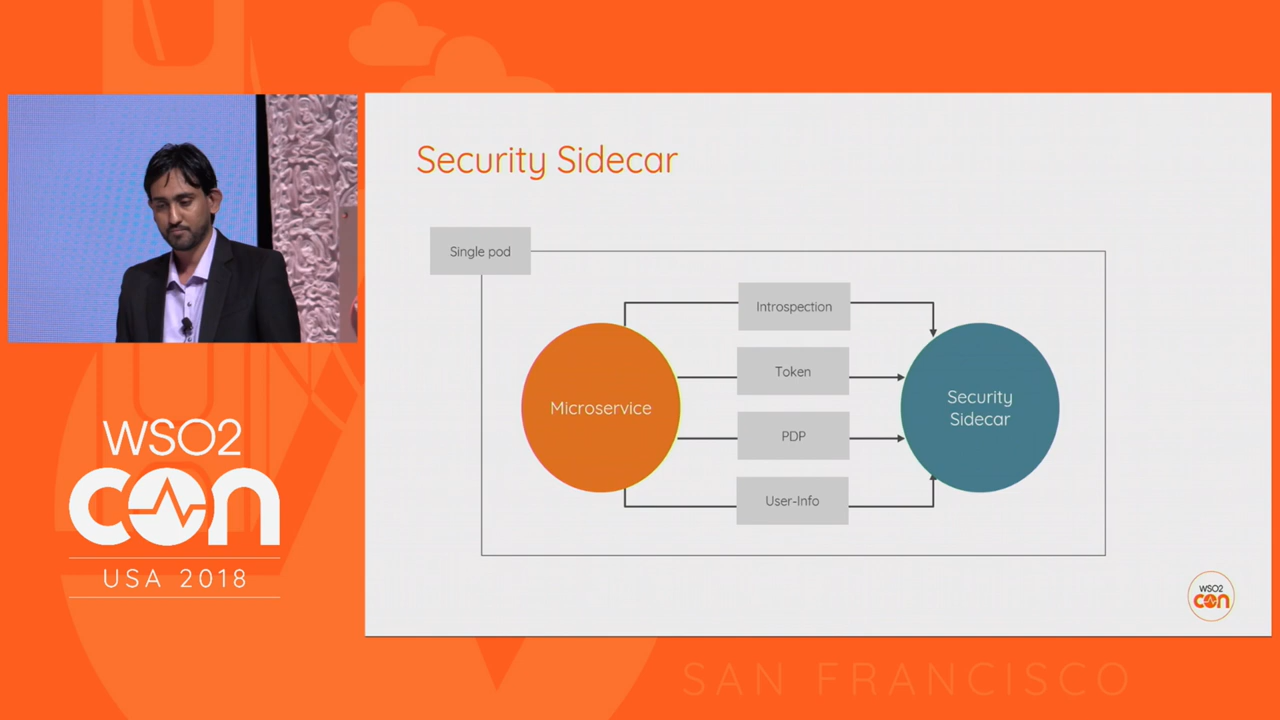 Security Sidecar
Single pod
Introspection
Token
PDP
User-Info
Microservice
Security
Sidecar
WSO2
con
USA 2018
WSO2
con
SAN FRANCISCO